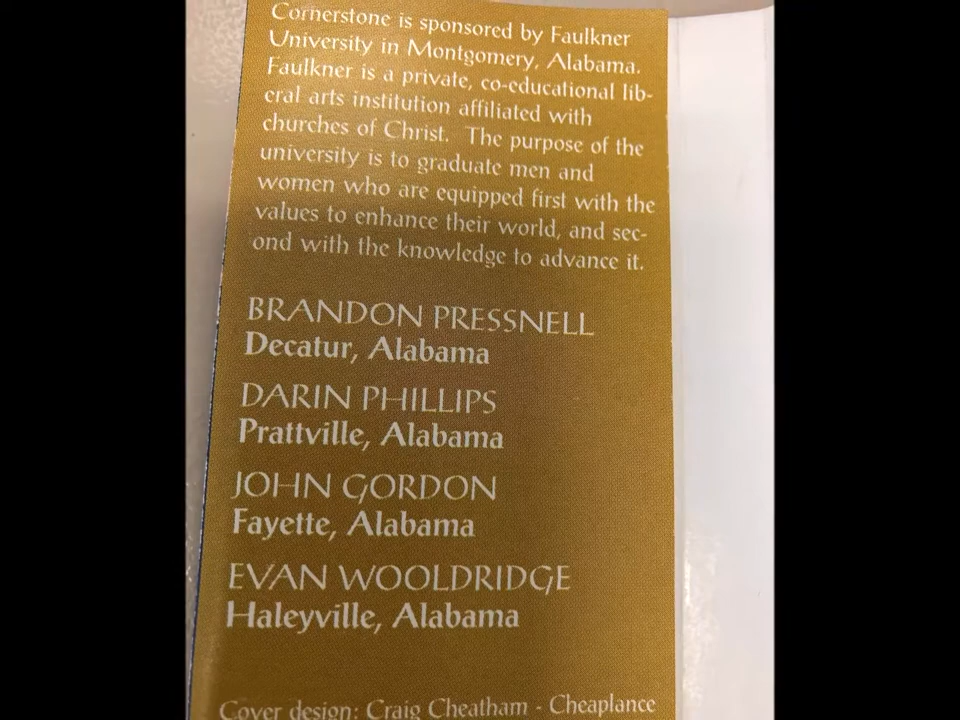 Cornerstone is sponsored by Faulkner
University in Montgomery, Alabama.
Faulkner is a private, co-educational lib-
eral arts institution affiliated with
churches of Christ. The purpose of the
university is to graduate men and
women who are equipped first with the
values to enhance their world, and sec-
ond with the knowledge to advance it.
BRANDON PRESSNELL
Decatur, Alabama
DARIN PHILLIPS
Prattville, Alabama
JOHN GORDON
Fayette, Alabama
EVAN WOOLDRIDGE
Haleyville, Alabama
Cover design: Craig Cheatham - Cheaplance